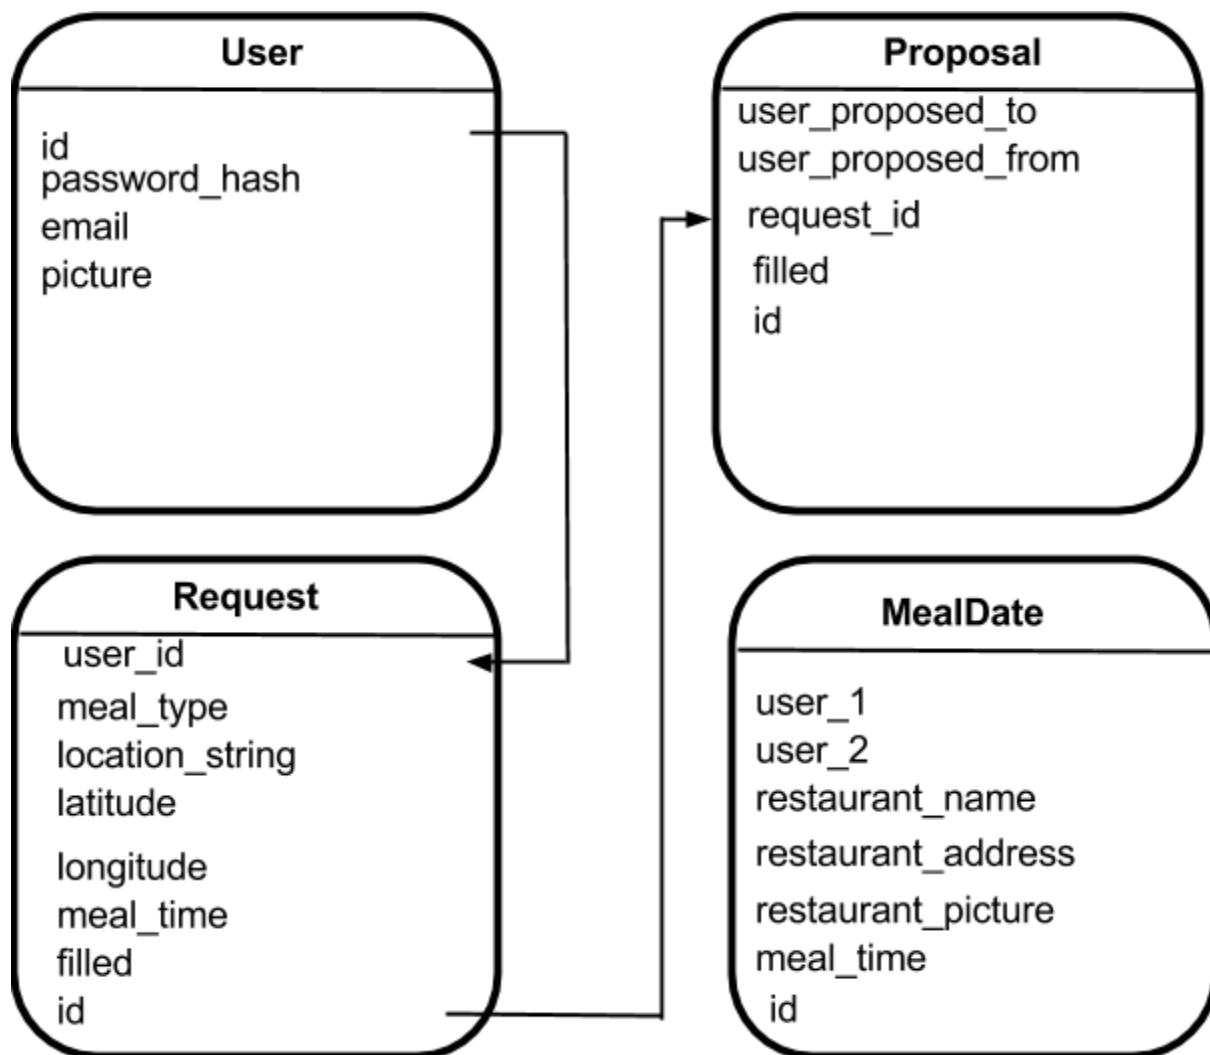 User
id
password_hash
email
picture
Proposal
user_proposed_to
user_proposed_from
request_id
filled
id
Request
user_id
meal_type
location_string
latitude
longitude
meal_time
filled
id
MealDate
user_1
user_2
restaurant_name
restaurant_address
restaurant_picture
meal_time
id